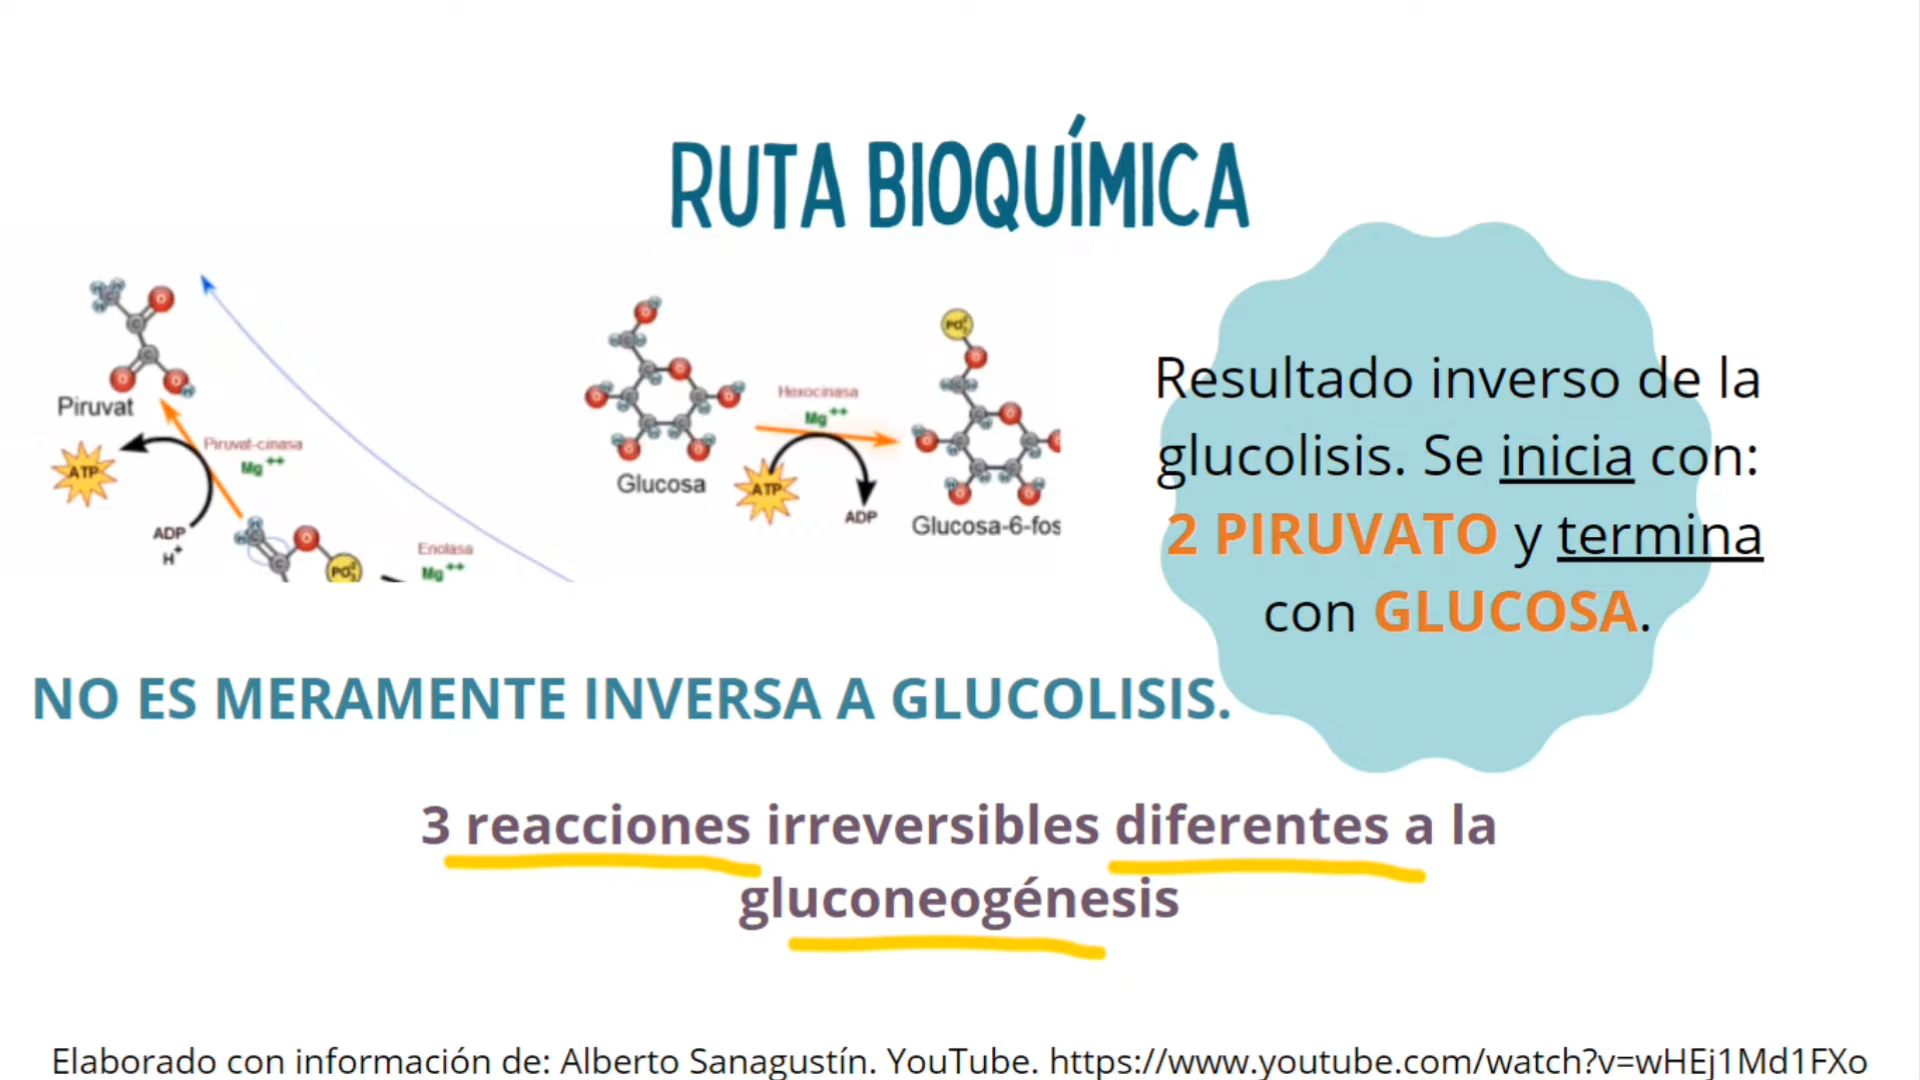 RUTA BIOQUÍMICA
Piruvat
Piruvat-cinasa
Mg++
ATP
ADP
H+
Enolasa
Mg++
Glucosa
Hexocinasa
Mg++
ATP
ADP
Glucosa-6-fos
Resultado inverso de la
glucolisis. Se inicia con:
2 PIRUVATO y termina
con GLUCOSA.
NO ES MERAMENTE INVERSA A GLUCOLISIS.
3 reacciones irreversibles diferentes a la
gluconeogénesis
Elaborado con información de: Alberto Sanagustín. YouTube. https://www.youtube.com/watch?v=wHEj1Md1FXo